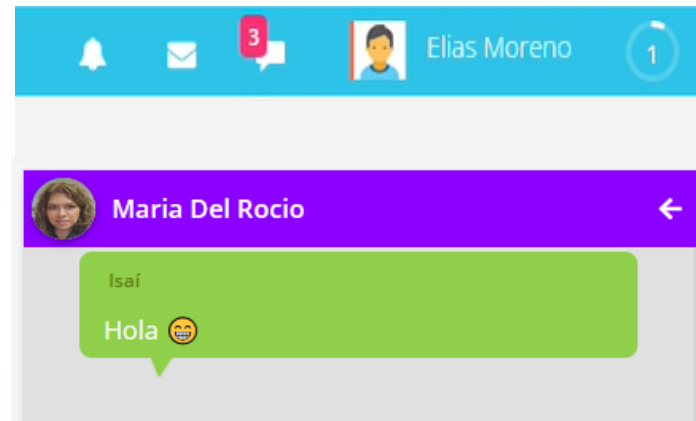 3
Elias Moreno
1
Maria Del Rocio
Isaí
Hola 😁